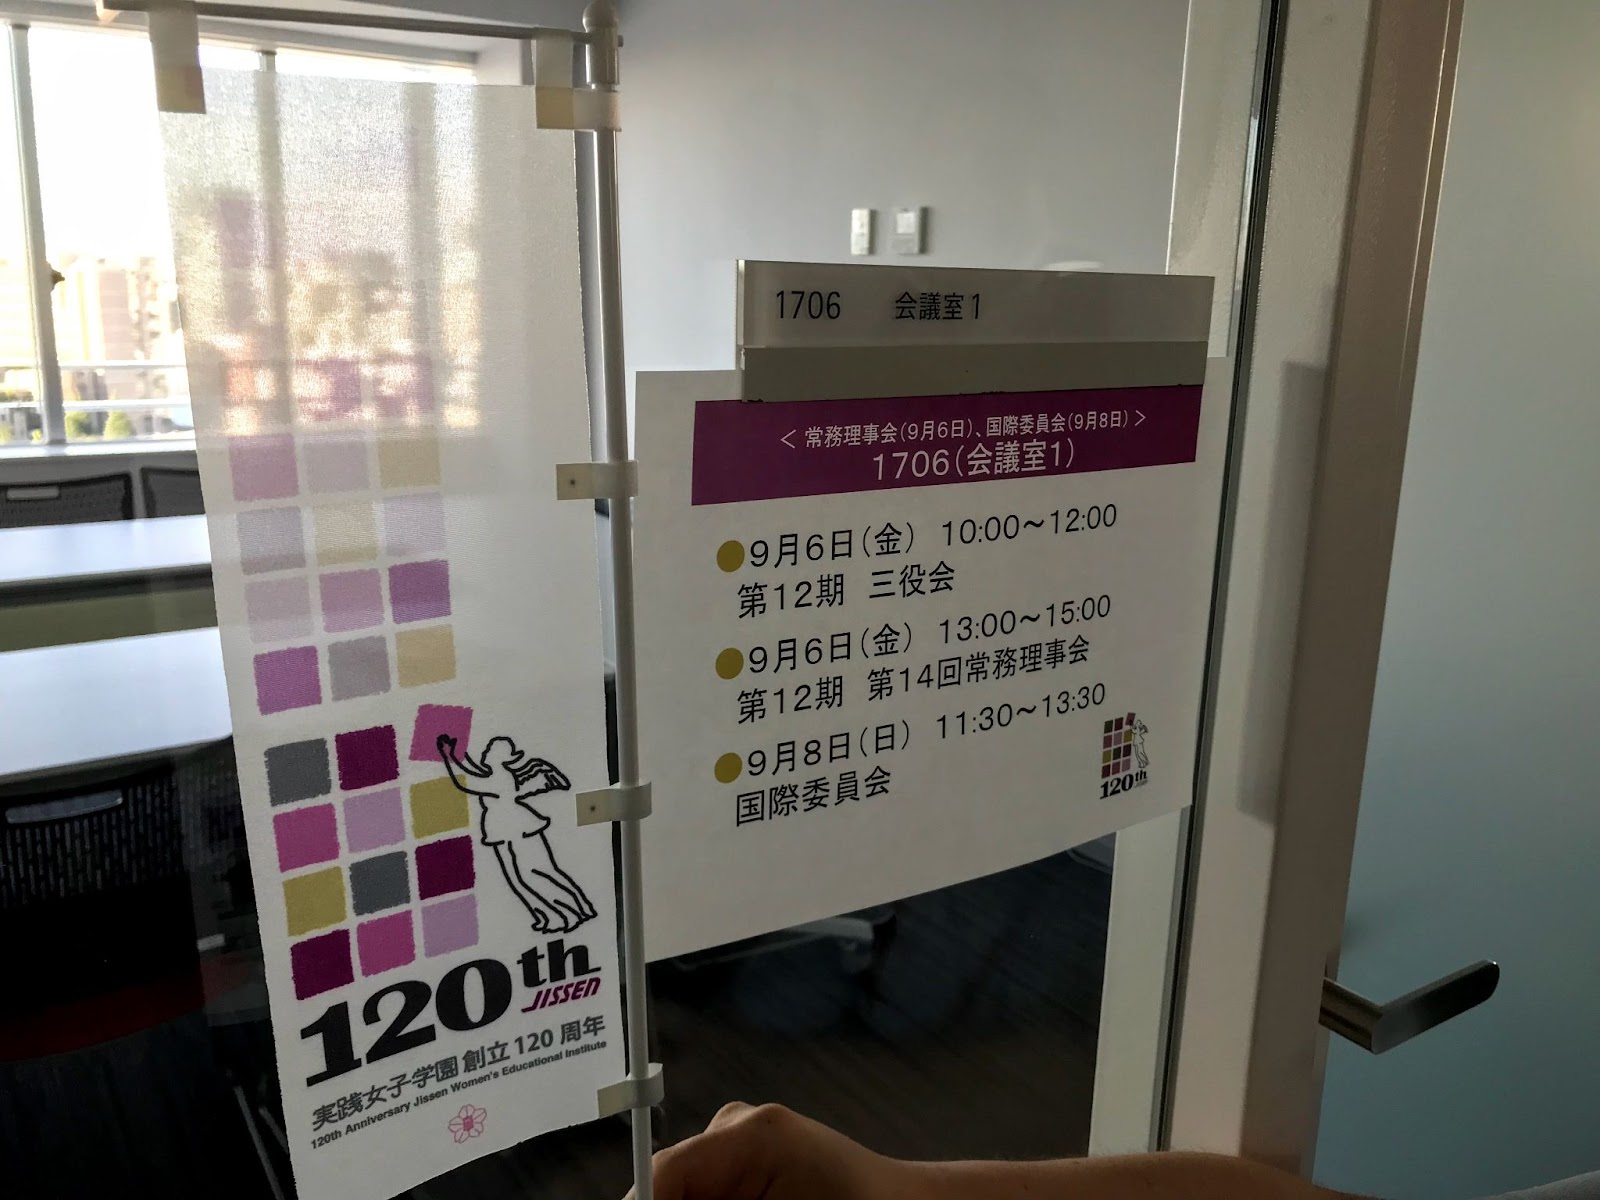 1706 会議室1
＜常務理事会(9月6日)、国際委員会(9月8日)＞
1706(会議室1)
●9月6日(金) 10:00～12:00
第12期 三役会
●9月6日(金) 13:00～15:00
第12期 第14回常務理事会
●9月8日(日) 11:30～13:30
国際委員会
120th
120th
JISSEN
実践女子学園 創立120周年
120th Anniversary Jissen Women's Educational Institute